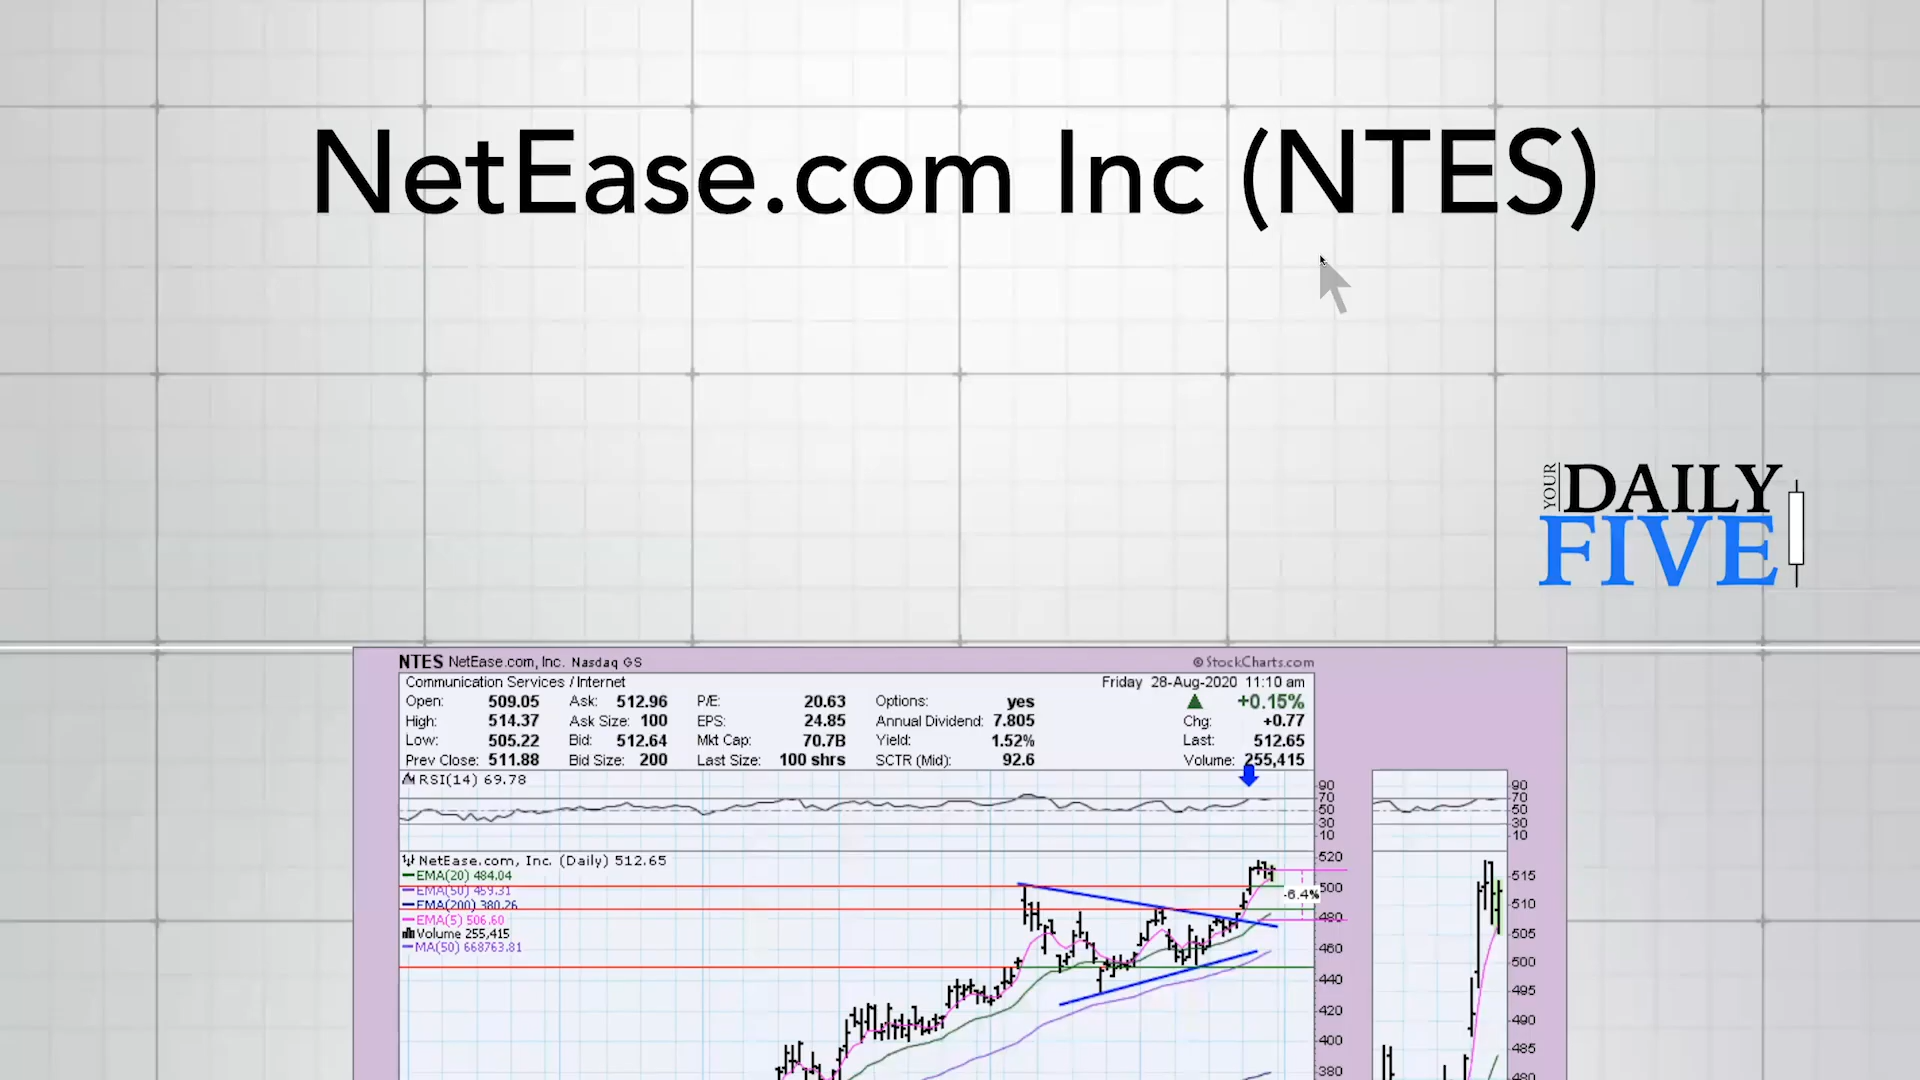 NetEase.com Inc (NTES)
YOUR
DAILY
FIVE
NTES NetEase.com, Inc. Nasdaq GS
© StockCharts.com
Communication Services / Internet
Friday 28-Aug-2020 11:10 am
Open: 509.05 Ask: 512.96 P/E: 20.63 Options: yes ▲ +0.15%
High: 514.37 Ask Size: 100 EPS: 24.85 Annual Dividend: 7.805 Chg: +0.77
Low: 505.22 Bid: 512.64 Mkt Cap: 70.7B Yield: 1.52% Last: 512.65
Prev Close: 511.88 Bid Size: 200 Last Size: 100 shrs SCTR (Mid): 92.6 Volume: 255,415
RSI(14) 69.78
90
70
50
30
10
90
70
50
30
10
NetEase.com, Inc. (Daily) 512.65
EMA(20) 484.04
EMA(50) 459.31
EMA(200) 380.26
EMA(5) 506.60
Volume 255,415
MA(50) 668763.81
-6.4%
520
500
480
460
440
420
400
380
515
510
505
500
495
490
485
480